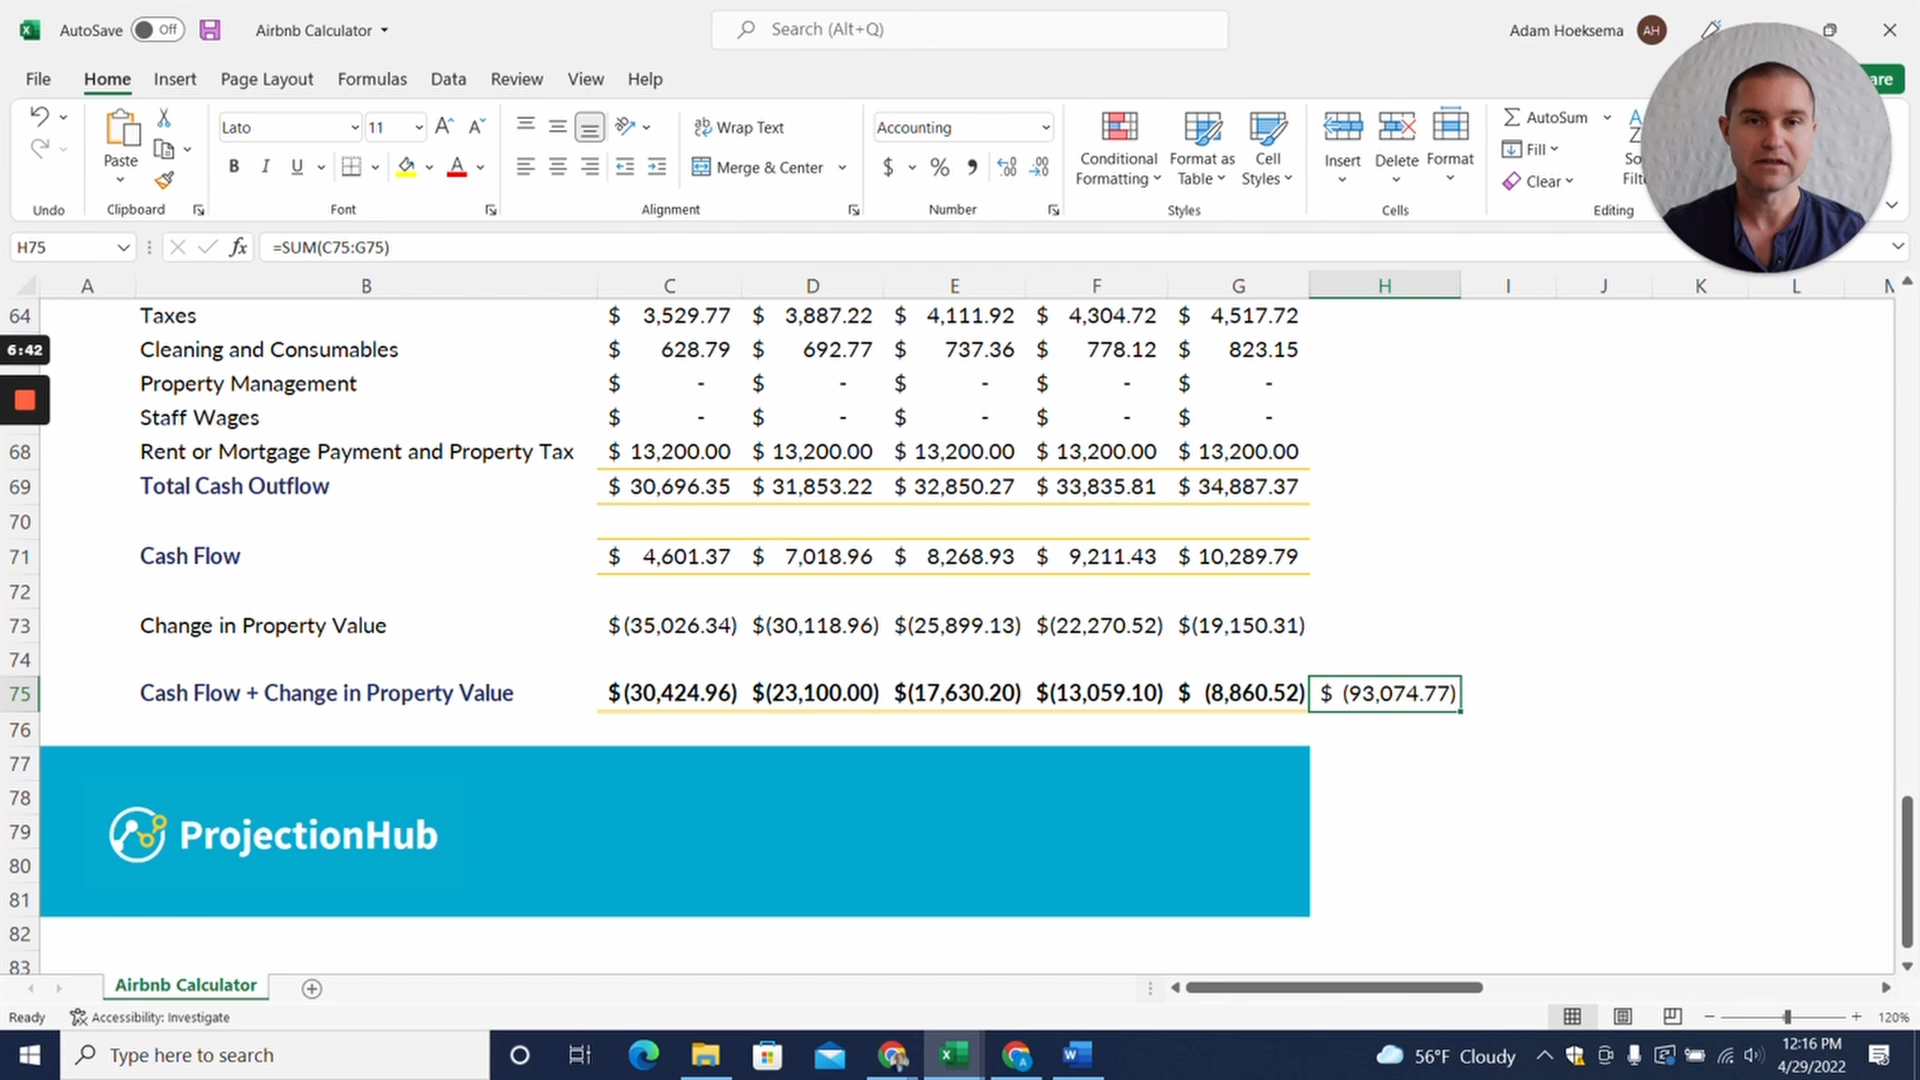 AutoSave Off Airbnb Calculator Search (Alt+Q) Adam Hoeksema AH
File Home Insert Page Layout Formulas Data Review View Help are
Paste
Lato 11
B I U A
Wrap Text
Merge & Center
Accounting
$ %
Conditional Formatting
Format as Table
Cell Styles
Insert Delete Format
AutoSum
Fill
Clear
Undo Clipboard Font Alignment Number Styles Cells Editing
H75 fx =SUM(C75:G75)
A B C D E F G H I J K L
64 Taxes $ 3,529.77 $ 3,887.22 $ 4,111.92 $ 4,304.72 $ 4,517.72
6:42 Cleaning and Consumables $ 628.79 $ 692.77 $ 737.36 $ 778.12 $ 823.15
Property Management $ - $ - $ - $ - $ -
Staff Wages $ - $ - $ - $ - $ -
68 Rent or Mortgage Payment and Property Tax $ 13,200.00 $ 13,200.00 $ 13,200.00 $ 13,200.00 $ 13,200.00
69 Total Cash Outflow $ 30,696.35 $ 31,853.22 $ 32,850.27 $ 33,835.81 $ 34,887.37
70
71 Cash Flow $ 4,601.37 $ 7,018.96 $ 8,268.93 $ 9,211.43 $ 10,289.79
72
73 Change in Property Value $(35,026.34) $(30,118.96) $(25,899.13) $(22,270.52) $(19,150.31)
74
75 Cash Flow + Change in Property Value $(30,424.96) $(23,100.00) $(17,630.20) $(13,059.10) $ (8,860.52) $ (93,074.77)
76
77
78
79 ProjectionHub
80
81
82
83
Airbnb Calculator
Ready Accessibility: Investigate 120%
Type here to search 56°F Cloudy 12:16 PM
4/29/2022